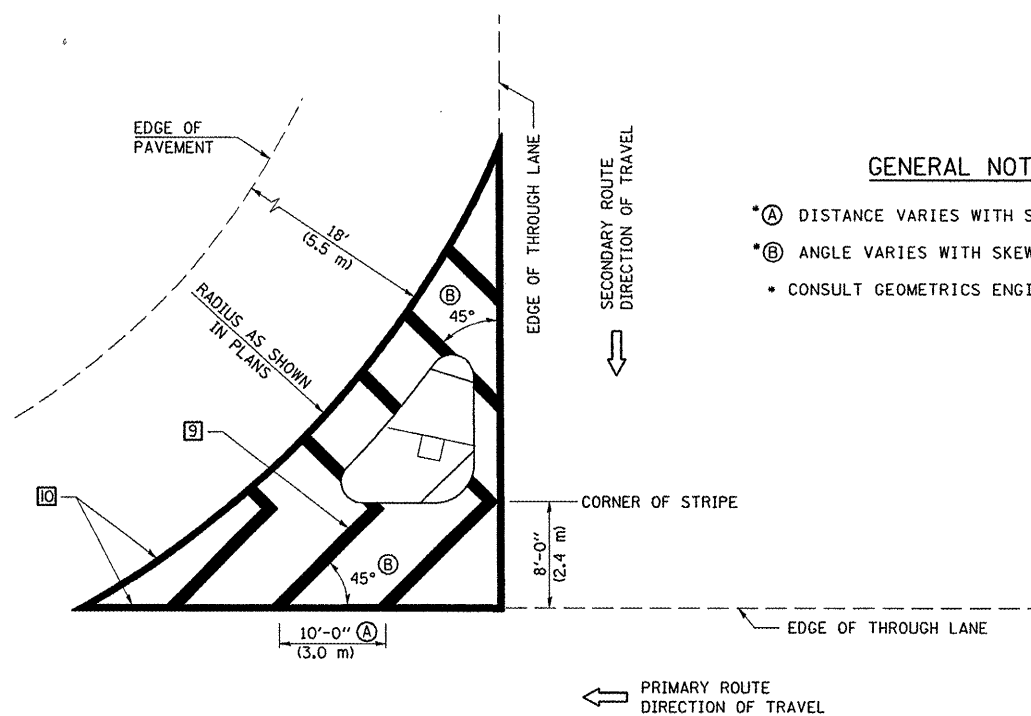 EDGE OF
PAVEMENT
18'
(5.5 m)
RADIUS AS SHOWN
IN PLANS
EDGE OF THROUGH LANE
SECONDARY ROUTE
DIRECTION OF TRAVEL
GENERAL NOT
*Ⓐ DISTANCE VARIES WITH S
*Ⓑ ANGLE VARIES WITH SKEW
* CONSULT GEOMETRICS ENGI
Ⓑ
45°
9
10
CORNER OF STRIPE
8'-0"
(2.4 m)
45° Ⓑ
10'-0" Ⓐ
(3.0 m)
EDGE OF THROUGH LANE
PRIMARY ROUTE
DIRECTION OF TRAVEL